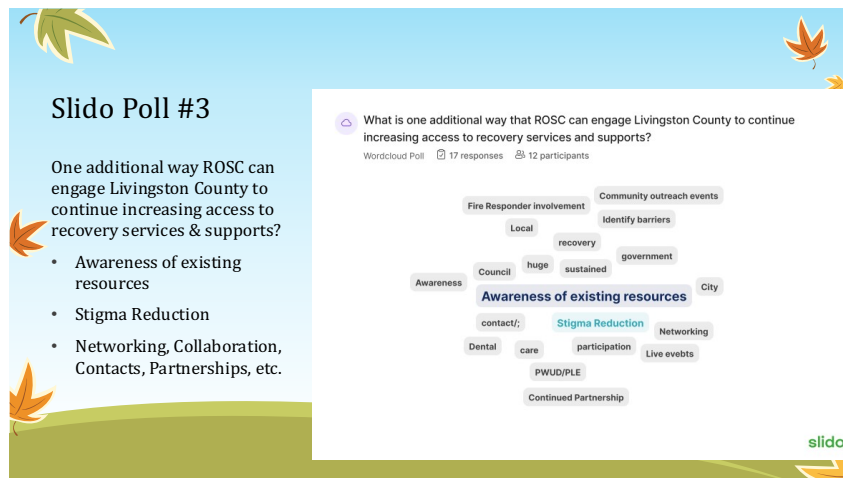 Slido Poll #3
One additional way ROSC can
engage Livingston County to
continue increasing access to
recovery services & supports?
• Awareness of existing
resources
• Stigma Reduction
• Networking, Collaboration,
Contacts, Partnerships, etc.
What is one additional way that ROSC can engage Livingston County to continue
increasing access to recovery services and supports?
Wordcloud Poll 17 responses 12 participants
Community outreach events
Fire Responder involvement
Identify barriers
Local
recovery
government
huge
sustained
Council
Awareness
City
Awareness of existing resources
contact/;
Stigma Reduction
Networking
Dental
care
participation
Live evebts
PWUD/PLE
Continued Partnership
slido